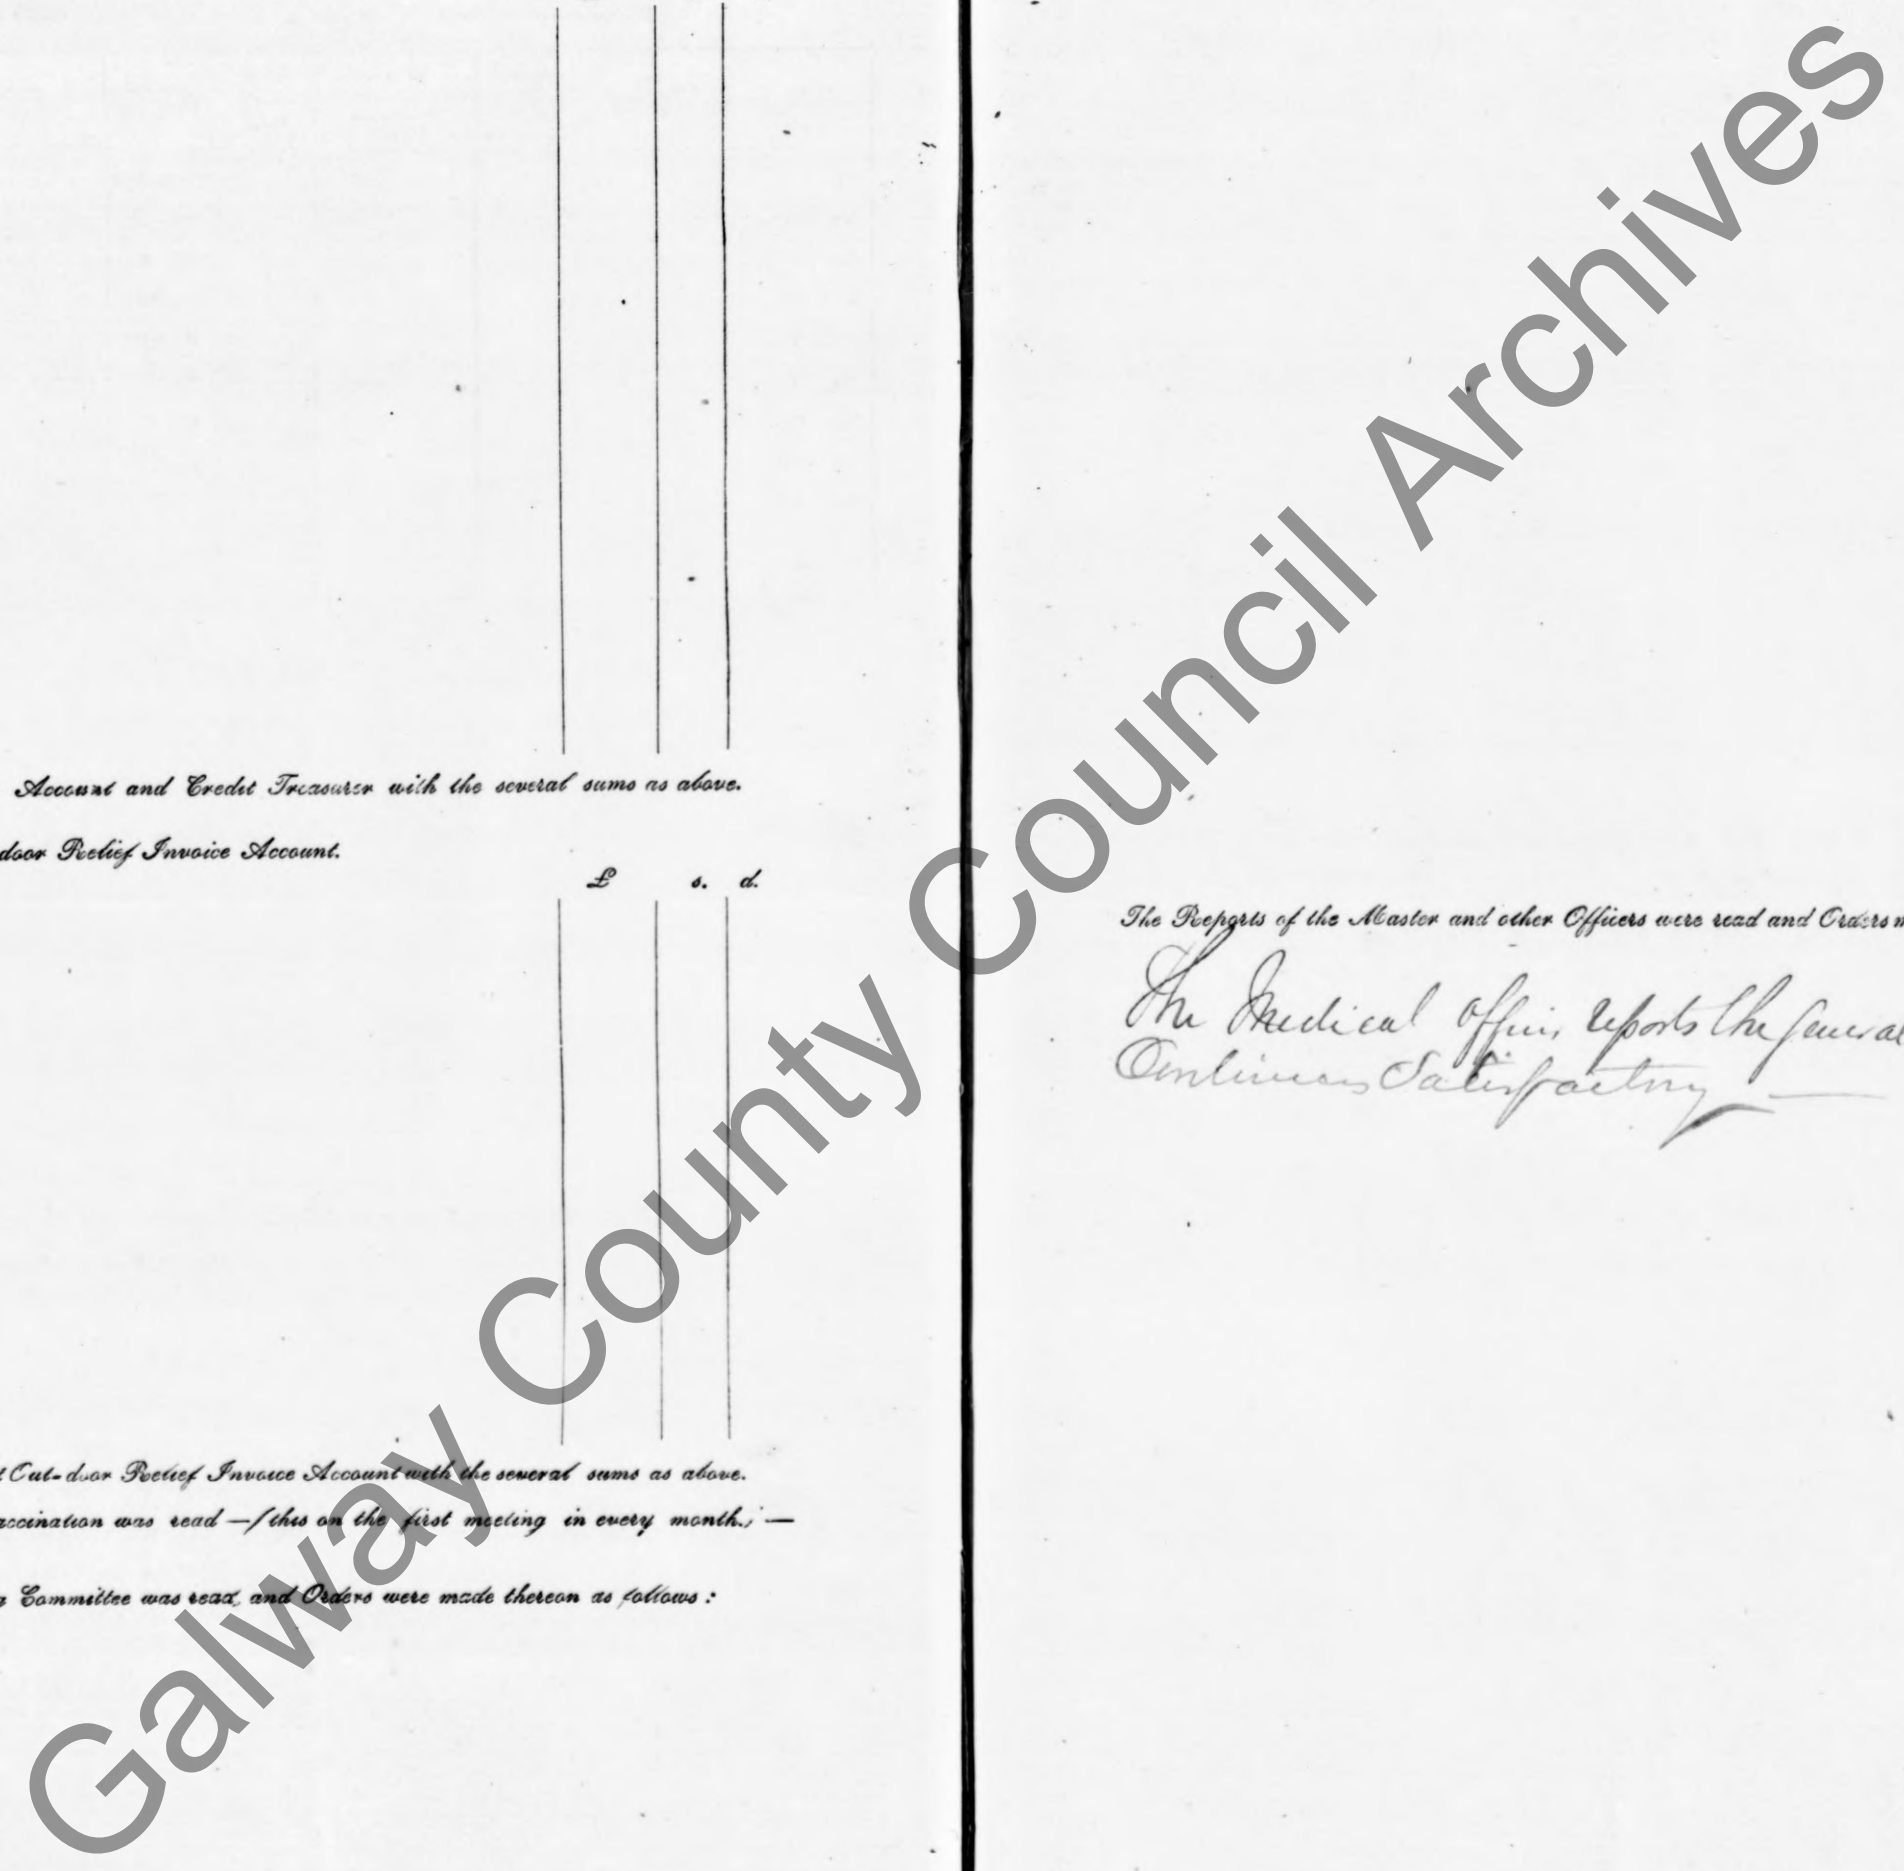 Account and Credit Treasurer with the several sums as above.
door Relief Invoice Account.
£ s. d.
Out-door Relief Invoice Account with the several sums as above.
accination was read —(this on the first meeting in every month.) —
Committee was read, and Orders were made thereon as follows:
The Reports of the Master and other Officers were read and Orders m
The Medical Officer reports the general
Continues Satisfactory —
Galway County Council Archives